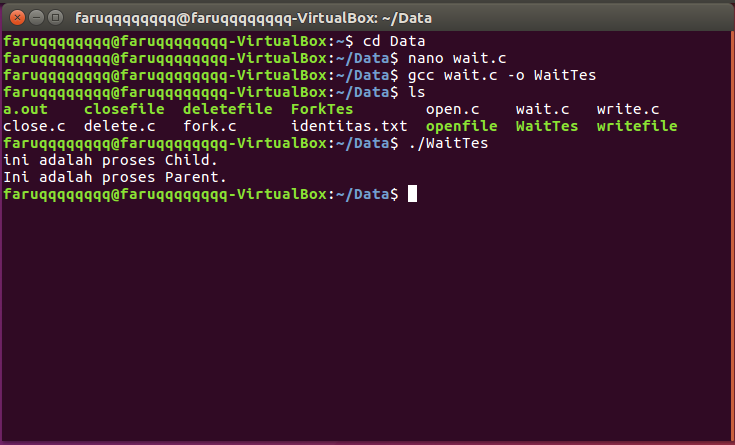 faruqqqqqqqq@faruqqqqqqqq-VirtualBox: ~/Data
faruqqqqqqqq@faruqqqqqqqq-VirtualBox:~$ cd Data
faruqqqqqqqq@faruqqqqqqqq-VirtualBox:~/Data$ nano wait.c
faruqqqqqqqq@faruqqqqqqqq-VirtualBox:~/Data$ gcc wait.c -o WaitTes
faruqqqqqqqq@faruqqqqqqqq-VirtualBox:~/Data$ ls
a.out closefile deletefile ForkTes open.c wait.c write.c
close.c delete.c fork.c identitas.txt openfile WaitTes writefile
faruqqqqqqqq@faruqqqqqqqq-VirtualBox:~/Data$ ./WaitTes
ini adalah proses Child.
Ini adalah proses Parent.
faruqqqqqqqq@faruqqqqqqqq-VirtualBox:~/Data$